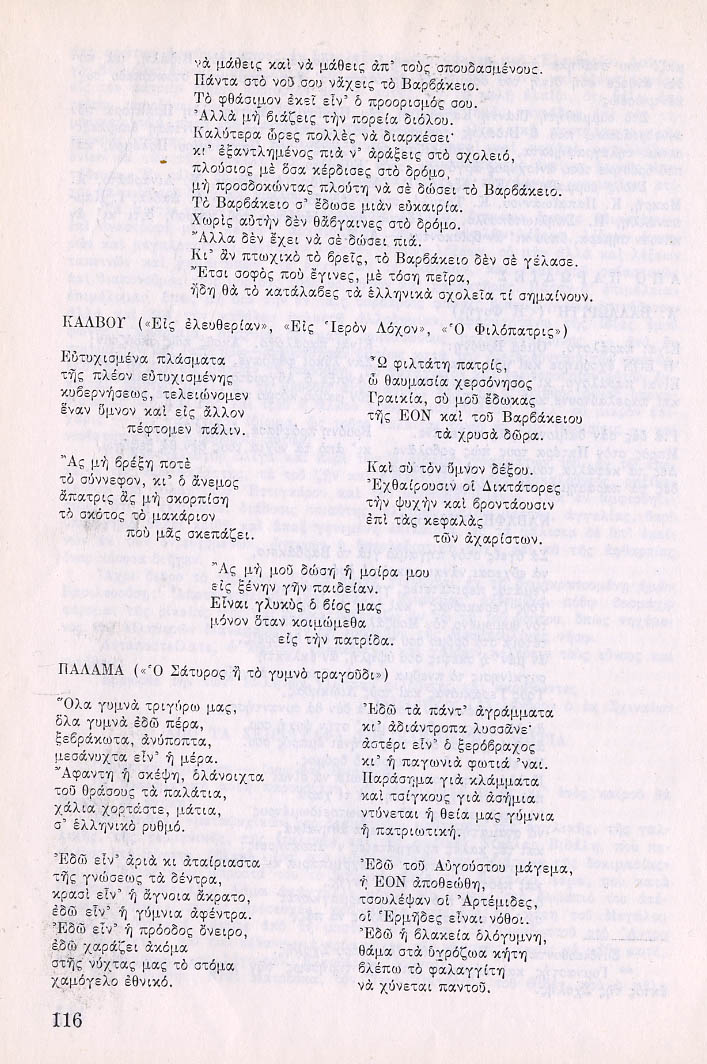 νὰ μάθεις καὶ νὰ μάθεις ἀπ' τοὺς σπουδασμένους.
Πάντα στὸ νοῦ σου νἄχεις τὸ Βαρβάκειο.
Τὸ φθάσιμον ἐκεῖ εἶν' ὁ προορισμός σου.
Ἀλλὰ μὴ βιάζεις τὴν πορεία διόλου.
Καλύτερα ὧρες πολλὲς νὰ διαρκέσει·
κι' ἐξαντλημένος πιὰ ν' ἀράξεις στὸ σχολειό,
πλούσιος μὲ ὅσα κέρδισες στὸ δρόμο,
μὴ προσδοκώντας πλούτη νὰ σὲ δώσει τὸ Βαρβάκειο.
Τὸ Βαρβάκειο σ' ἔδωσε μιὰν εὐκαιρία.
Χωρὶς αὐτὴν δὲν θἄβγαινες στὸ δρόμο.
Ἄλλα δὲν ἔχει νὰ σὲ δώσει πιά.
Κι' ἂν πτωχικὸ τὸ βρεῖς, τὸ Βαρβάκειο δὲν σὲ γέλασε.
Ἔτσι σοφὸς ποὺ ἔγινες, μὲ τόση πεῖρα,
ἤδη θὰ τὸ κατάλαβες τὰ ἑλληνικὰ σχολεῖα τί σημαίνουν.
ΚΑΛΒΟΥ («Εἰς ἐλευθερίαν», «Εἰς Ἱερὸν Λόχον», «Ὁ Φιλόπατρις»)
Εὐτυχισμένα πλάσματα
τῆς πλέον εὐτυχισμένης
κυβερνήσεως, τελειώνομεν
ἕναν ὕμνον καὶ εἰς ἄλλον
πέφτομεν πάλιν.
Ἂς μὴ βρέξη ποτὲ
τὸ σύννεφον, κι' ὁ ἄνεμος
ἄπατρις ἂς μὴ σκορπίση
τὸ σκότος τὸ μακάριον
ποὺ μᾶς σκεπάζει.
Ὦ φιλτάτη πατρίς,
ὦ θαυμασία χερσόνησος
Γραικία, σὺ μοῦ ἔδωκας
τῆς ΕΟΝ καὶ τοῦ Βαρβάκειου
τὰ χρυσᾶ δῶρα.
Καὶ σὺ τὸν ὕμνον δέξου.
Ἐχθαίρουσιν οἱ Δικτάτορες
τὴν ψυχὴν καὶ βροντάουσιν
ἐπὶ τὰς κεφαλὰς
τῶν ἀχαρίστων.
Ἂς μὴ μοῦ δώση ἡ μοίρα μου
εἰς ξένην γῆν παιδείαν.
Εἶναι γλυκὺς ὁ βίος μας
μόνον ὅταν κοιμώμεθα
εἰς τὴν πατρίδα.
ΠΑΛΑΜΑ («Ὁ Σάτυρος ἢ τὸ γυμνὸ τραγοῦδι»)
Ὅλα γυμνὰ τριγύρω μας,
ὅλα γυμνὰ ἐδῶ πέρα,
ξεβράκωτα, ἀνύποπτα,
μεσάνυχτα εἶν' ἡ μέρα.
Ἄφαντη ἡ σκέψη, ὁλάνοιχτα
τοῦ θράσους τὰ παλάτια,
χάλια χορτάστε, μάτια,
σ' ἑλληνικὸ ρυθμό.
Ἐδῶ εἶν' ἀριὰ κι ἀταίριαστα
τῆς γνώσεως τὰ δέντρα,
κρασὶ εἶν' ἡ ἄγνοια ἄκρατο,
ἐδῶ εἶν' ἡ γύμνια ἀφέντρα.
Ἐδῶ εἶν' ἡ πρόοδος ὄνειρο,
ἐδῶ χαράζει ἀκόμα
στῆς νύχτας μας τὸ στόμα
χαμόγελο ἐθνικό.
Ἐδῶ τὰ πάντ' ἀγράμματα
κι' ἀδιάντροπα λυσσᾶνε·
ἀστέρι εἶν' ὁ ξερόβραχος
κι' ἡ παγωνιὰ φωτιά 'ναι.
Παράσημα γιὰ κλάμματα
καὶ τσίγκους γιὰ ἀσήμια
ντύνεται ἡ θεία μας γύμνια
ἡ πατριωτική.
Ἐδῶ τοῦ Αὐγούστου μάγεμα,
ἡ ΕΟΝ ἀποθεώθη,
τσουλέψαν οἱ Ἀρτέμιδες,
οἱ Ἑρμῆδες εἶναι νόθοι.
Ἐδῶ ἡ βλακεία ὁλόγυμνη,
θάμα στὰ ὑγρόζωα κήτη
βλέπω τὸ φαλαγγίτη
νὰ χύνεται παντοῦ.
116